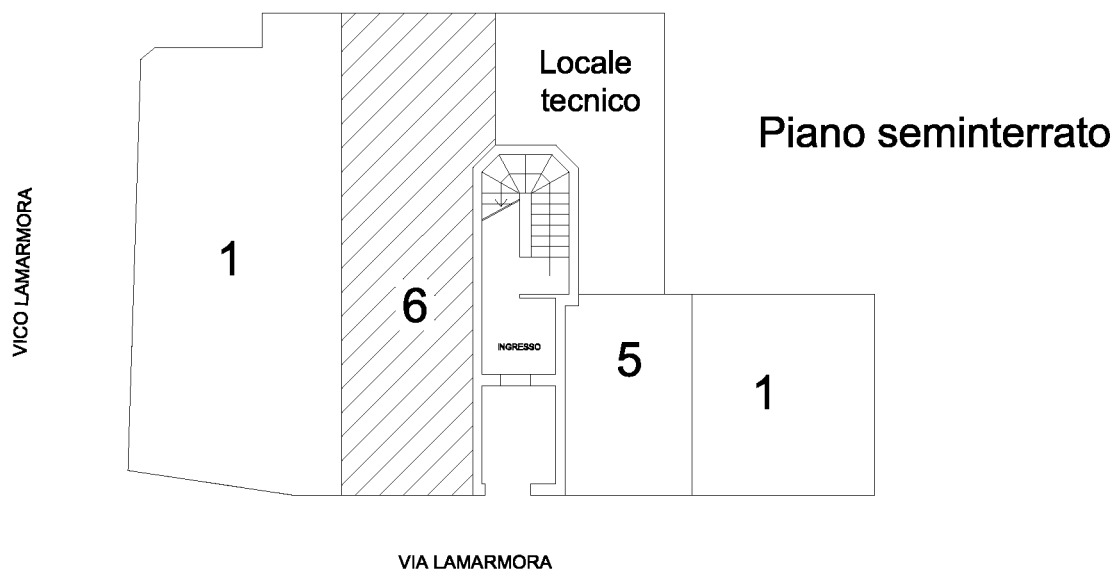 Locale
tecnico
Piano seminterrato
VICO LAMARMORA
1
6
INGRESSO
5
1
VIA LAMARMORA